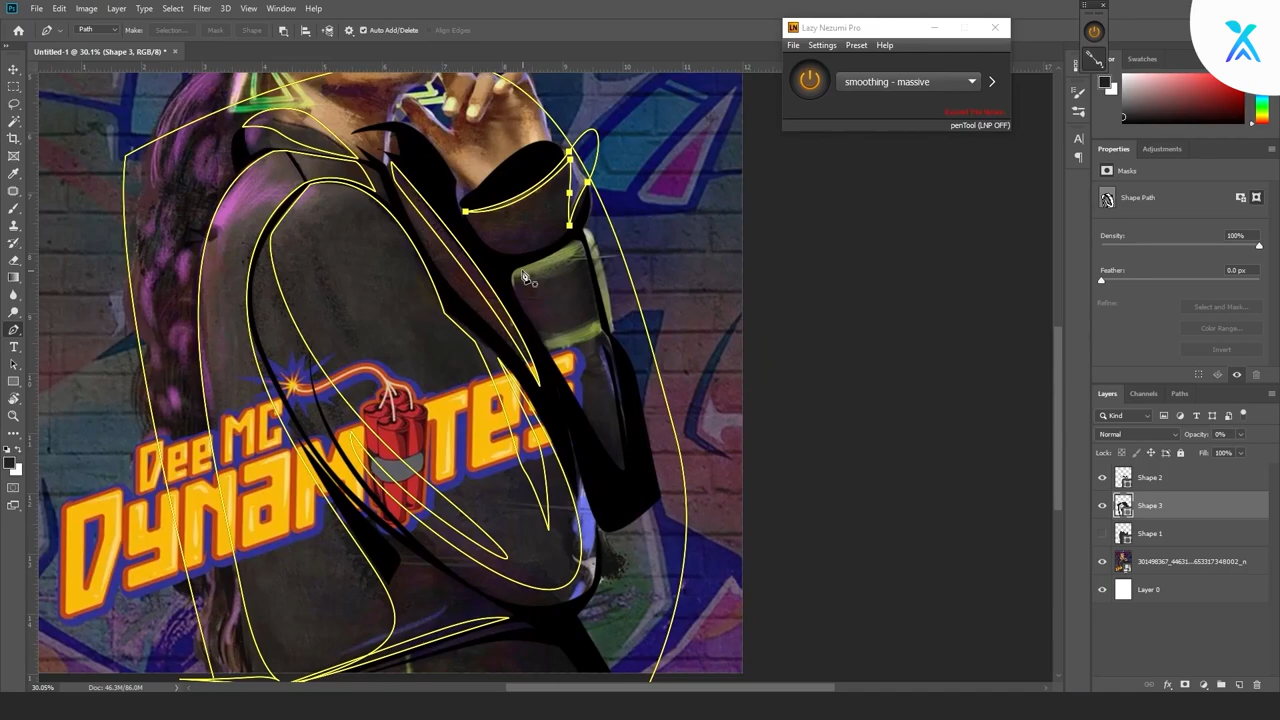 Ps File Edit Image Layer Type Select Filter 3D View Window Help
Path Make: Selection... Mask Shape Auto Add/Delete Align Edges
Untitled-1 @ 30.1% (Shape 3, RGB/8) *
Lazy Nezumi Pro
File Settings Preset Help
smoothing - massive
penTool (LNP OFF)
Swatches
Properties Adjustments
Masks
Shape Path
Density: 100%
Feather: 0.0 px
Refine: Select and Mask...
Color Range...
Invert
Layers Channels Paths
Kind
Normal Opacity: 0%
Lock: Fill: 100%
Shape 2
Shape 3
Shape 1
301498367_44631...653317348002_n
Layer 0
Dee MC
DYNAMITES
30.05% Doc: 46.3M/86.0M